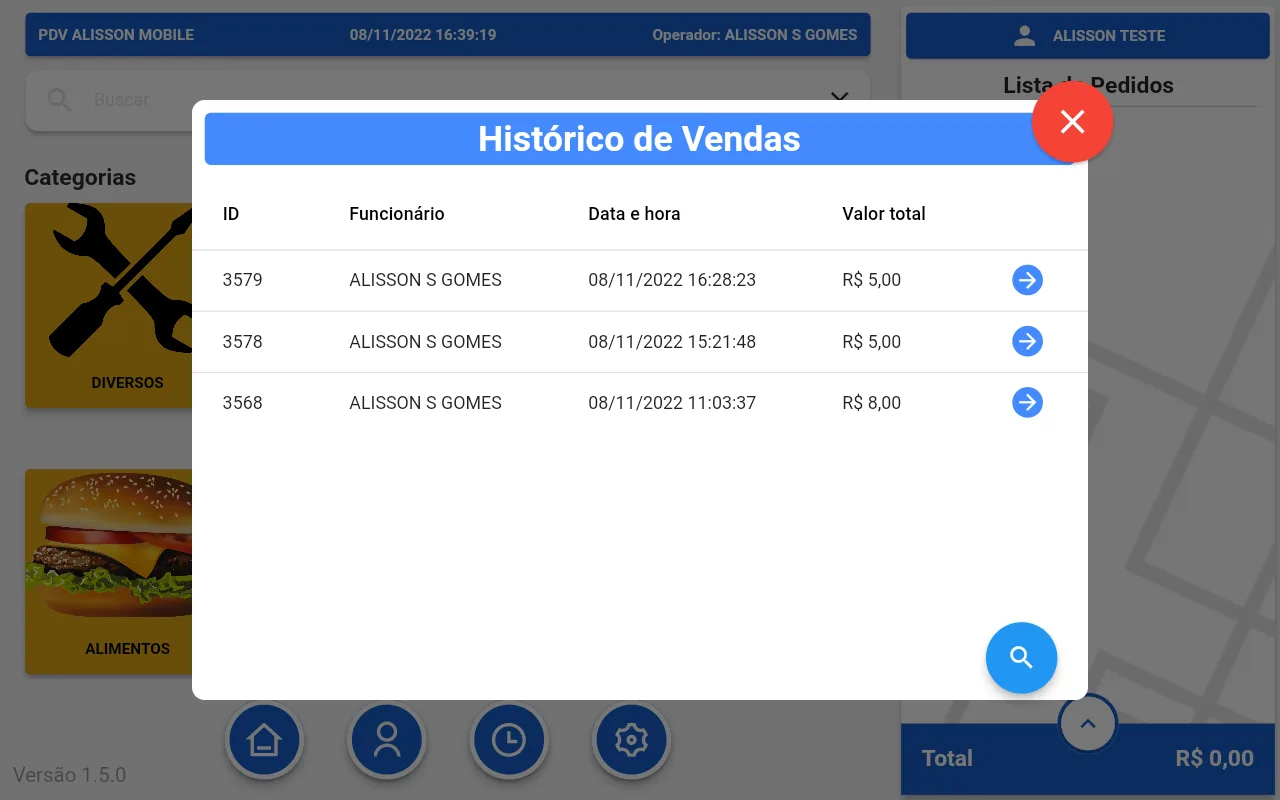 PDV ALISSON MOBILE 08/11/2022 16:39:19 Operador: ALISSON S GOMES
ALISSON TESTE
Buscar
Lista Pedidos
Histórico de Vendas
Categorias
ID Funcionário Data e hora Valor total
3579 ALISSON S GOMES 08/11/2022 16:28:23 R$ 5,00
3578 ALISSON S GOMES 08/11/2022 15:21:48 R$ 5,00
3568 ALISSON S GOMES 08/11/2022 11:03:37 R$ 8,00
DIVERSOS
ALIMENTOS
Versão 1.5.0
Total R$ 0,00